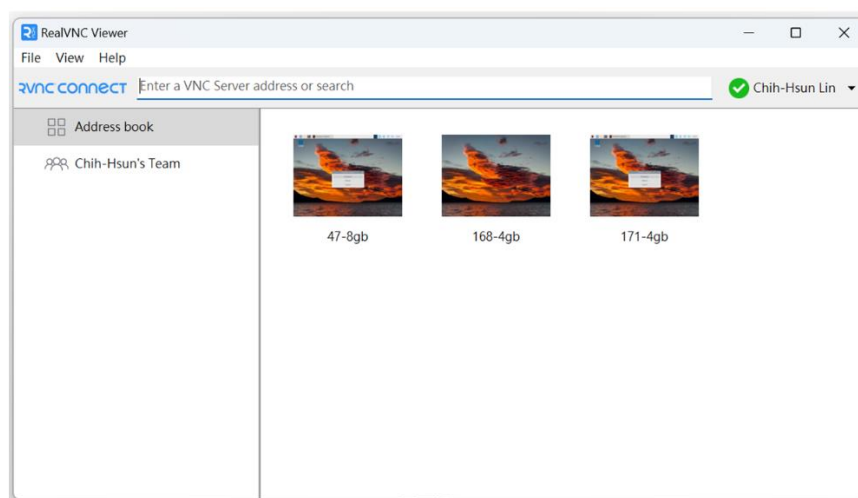 RealVNC Viewer
File View Help
RVNC CONNECT Enter a VNC Server address or search Chih-Hsun Lin
Address book
Chih-Hsun's Team
47-8gb 168-4gb 171-4gb